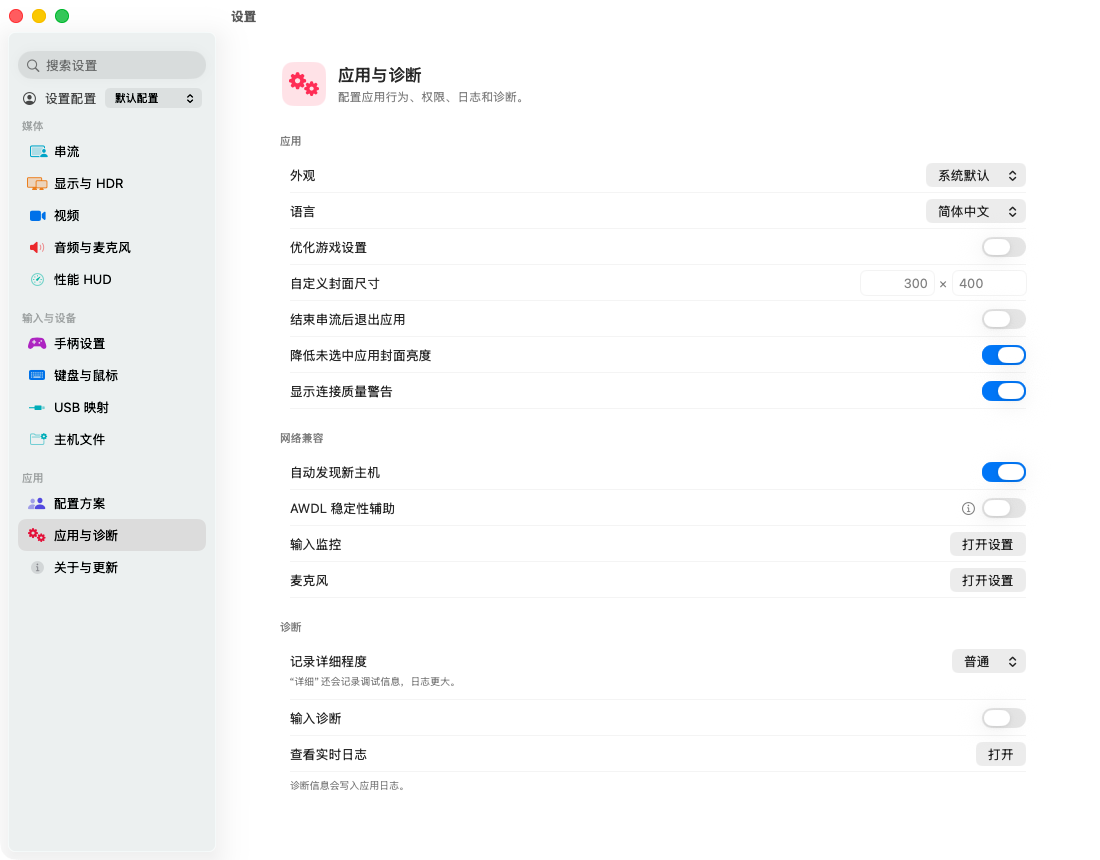 设置
搜索设置
设置配置 默认配置
媒体
串流
显示与 HDR
视频
音频与麦克风
性能 HUD
输入与设备
手柄设置
键盘与鼠标
USB 映射
主机文件
应用
配置方案
应用与诊断
关于与更新
应用与诊断
配置应用行为、权限、日志和诊断。
应用
外观 系统默认
语言 简体中文
优化游戏设置
自定义封面尺寸 300 × 400
结束串流后退出应用
降低未选中应用封面亮度
显示连接质量警告
网络兼容
自动发现新主机
AWDL 稳定性辅助
输入监控 打开设置
麦克风 打开设置
诊断
记录详细程度 普通
“详细” 还会记录调试信息，日志更大。
输入诊断
查看实时日志 打开
诊断信息会写入应用日志。